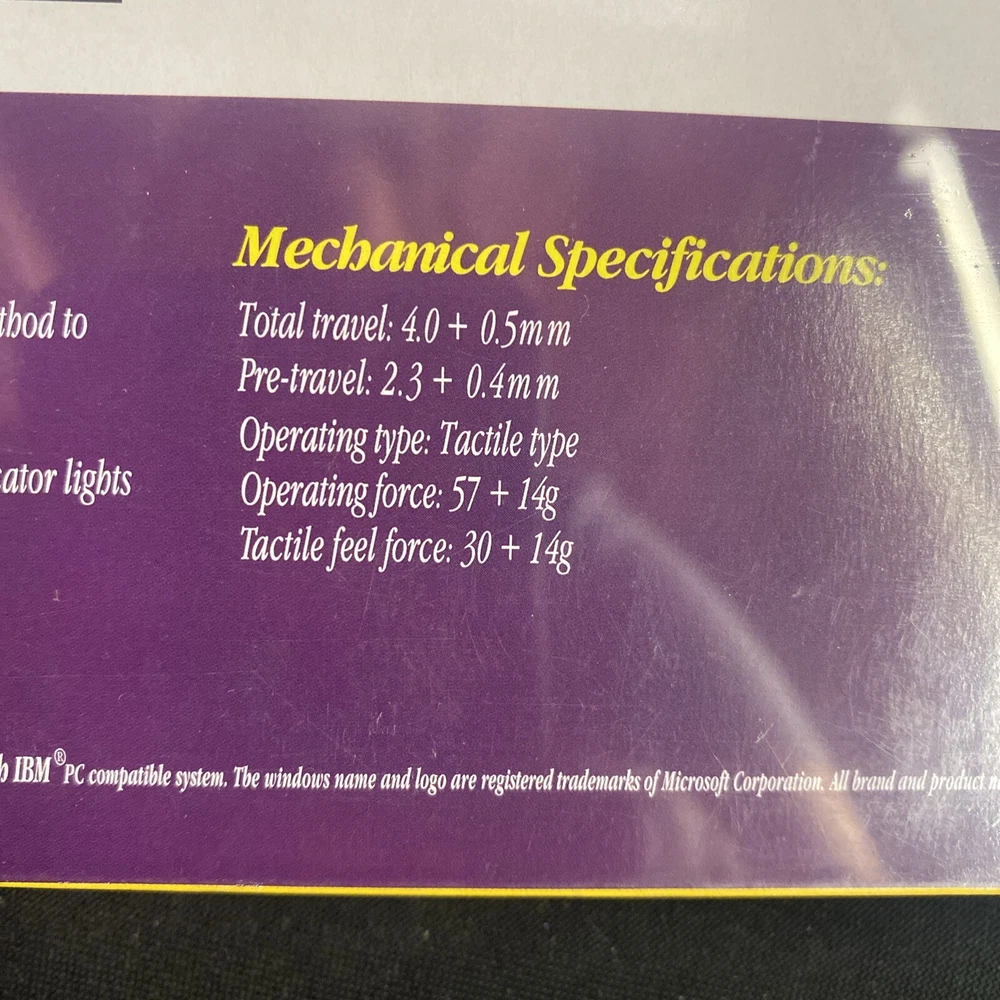 Mechanical Specifications:
Total travel: 4.0 + 0.5mm
Pre-travel: 2.3 + 0.4mm
Operating type: Tactile type
Operating force: 57 + 14g
Tactile feel force: 30 + 14g
thod to
ator lights
IBM® PC compatible system. The windows name and logo are registered trademarks of Microsoft Corporation. All brand and product